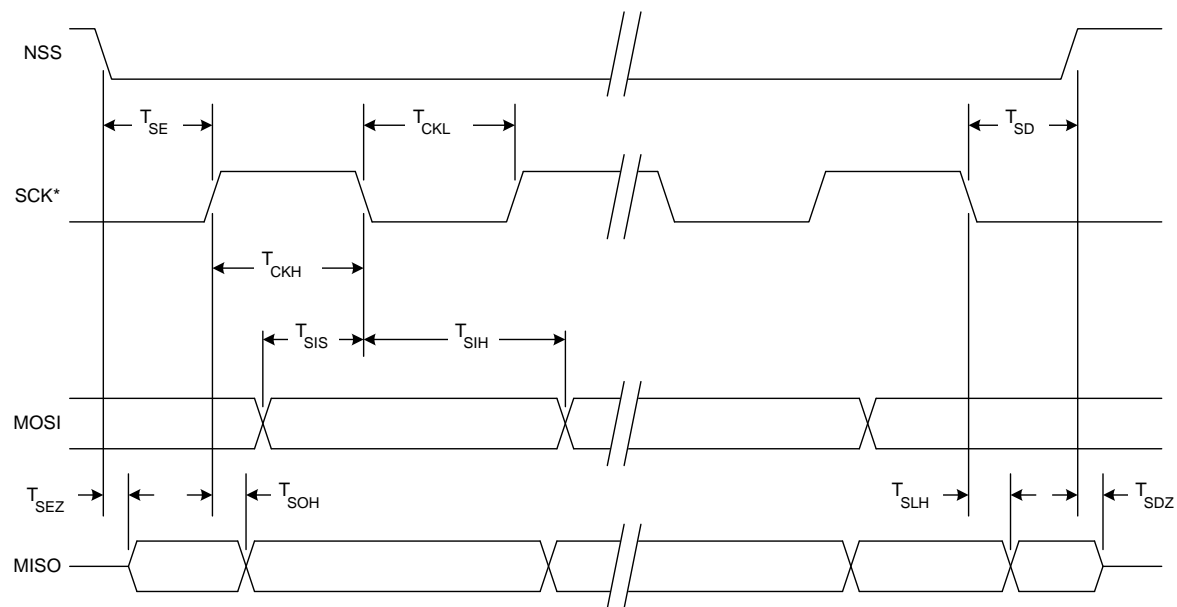 NSS
T_SE
T_CKL
T_SD
SCK*
T_CKH
T_SIS
T_SIH
MOSI
T_SEZ
T_SOH
T_SLH
T_SDZ
MISO